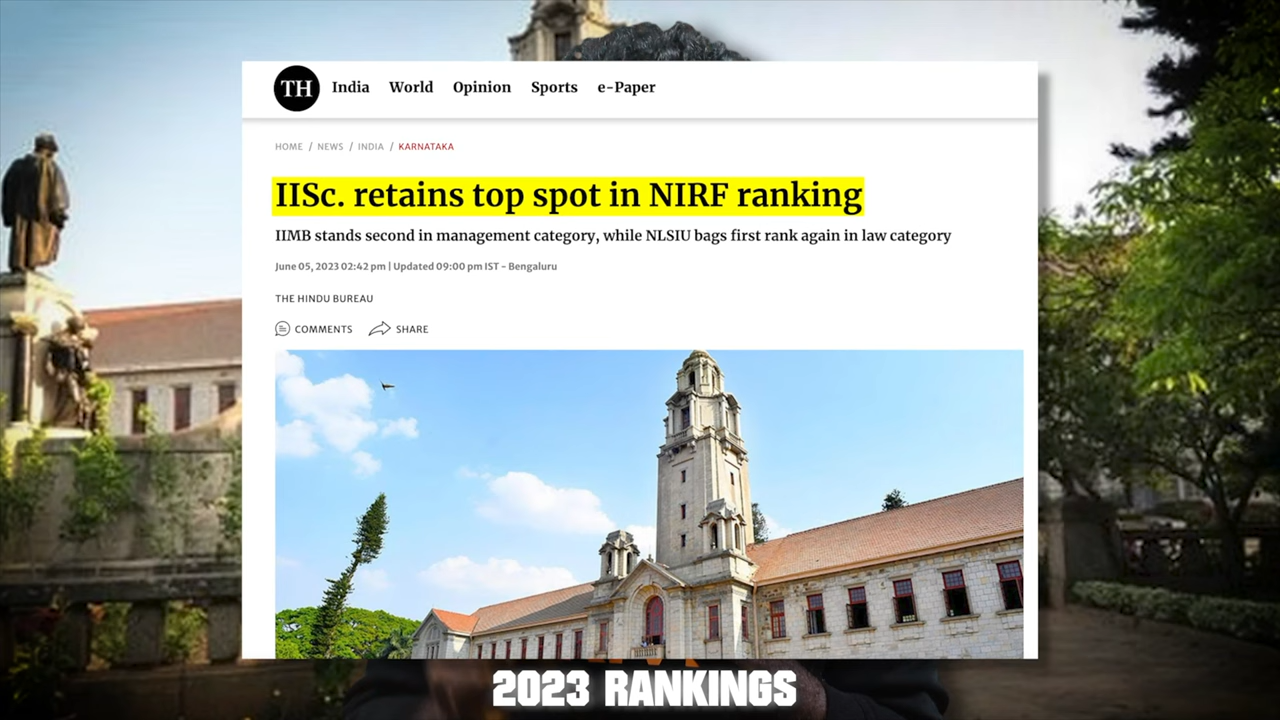 TH India World Opinion Sports e-Paper
HOME / NEWS / INDIA / KARNATAKA
IISc. retains top spot in NIRF ranking
IIMB stands second in management category, while NLSIU bags first rank again in law category
June 05, 2023 02:42 pm | Updated 09:00 pm IST - Bengaluru
THE HINDU BUREAU
COMMENTS SHARE
2023 RANKINGS